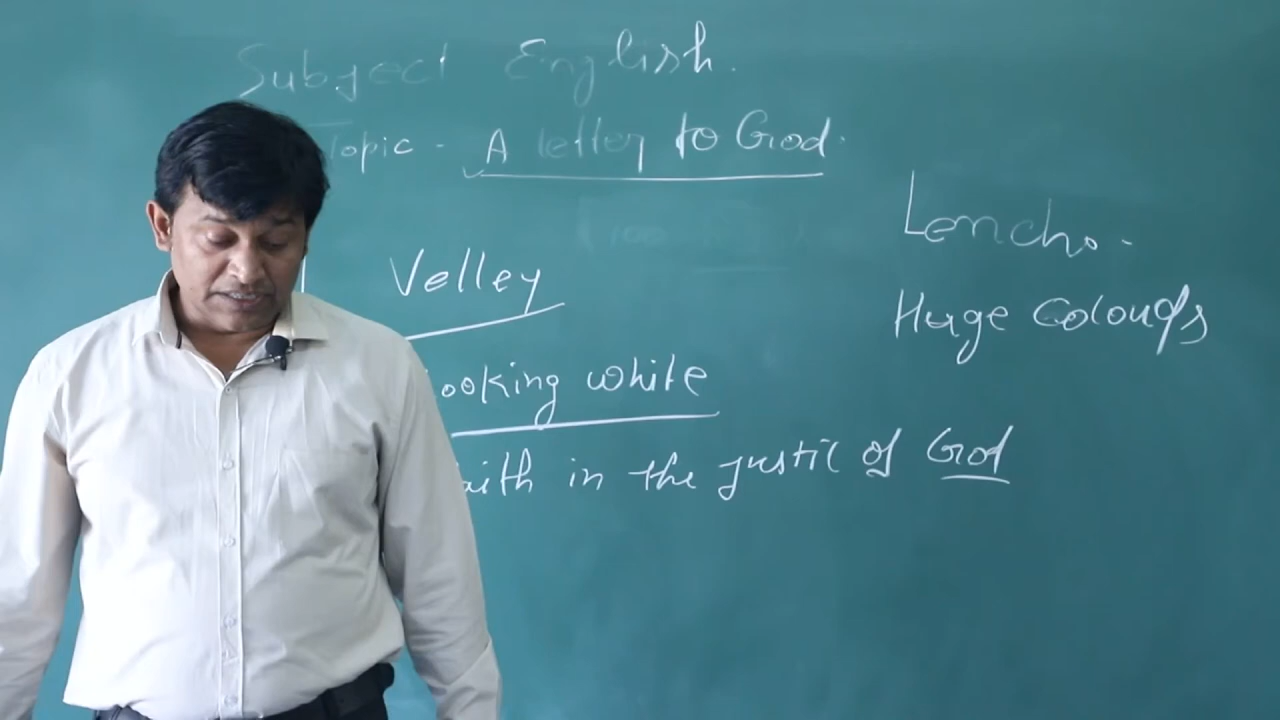 Subject English.
Topic - A letter to God.
Lencho.-
Velley
Huge Colouds
ooking white
aith in the justic of God